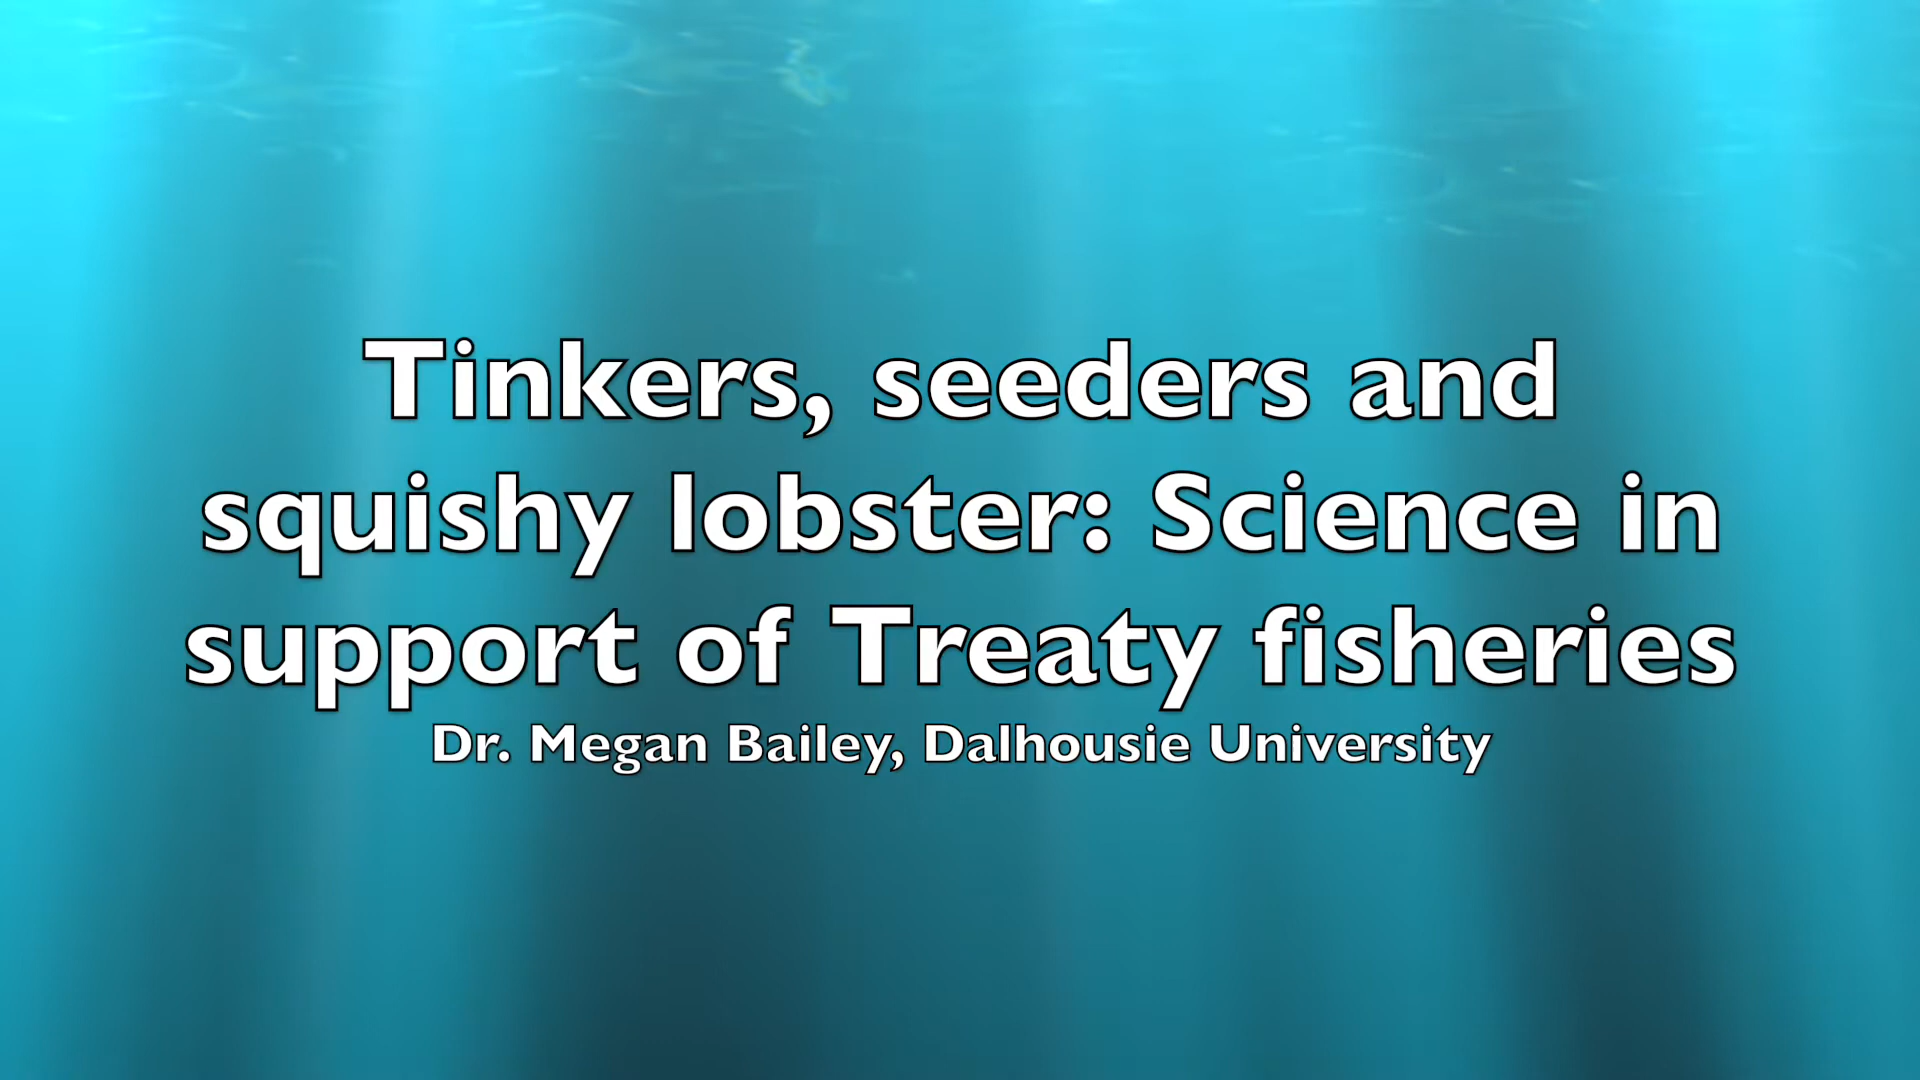 Tinkers, seeders and
squishy lobster: Science in
support of Treaty fisheries
Dr. Megan Bailey, Dalhousie University